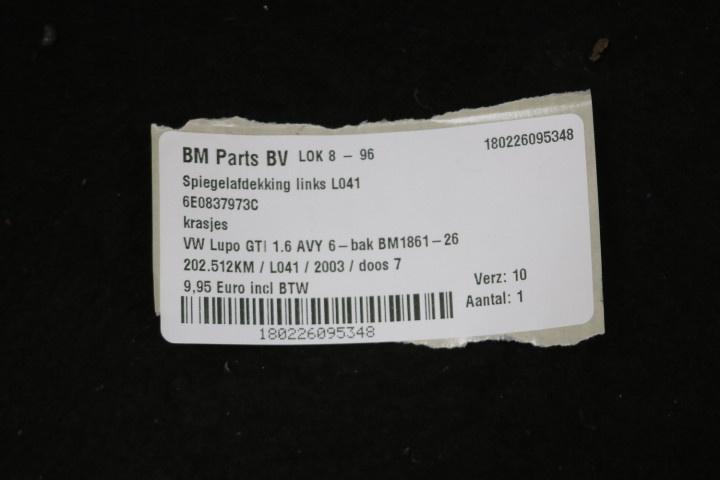 BM Parts BV LOK 8 - 96
180226095348
Spiegelafdekking links L041
6E0837973C
krasjes
VW Lupo GTI 1.6 AVY 6-bak BM1861-26
202.512KM / L041 / 2003 / doos 7
9,95 Euro incl BTW
Verz: 10
Aantal: 1
180226095348